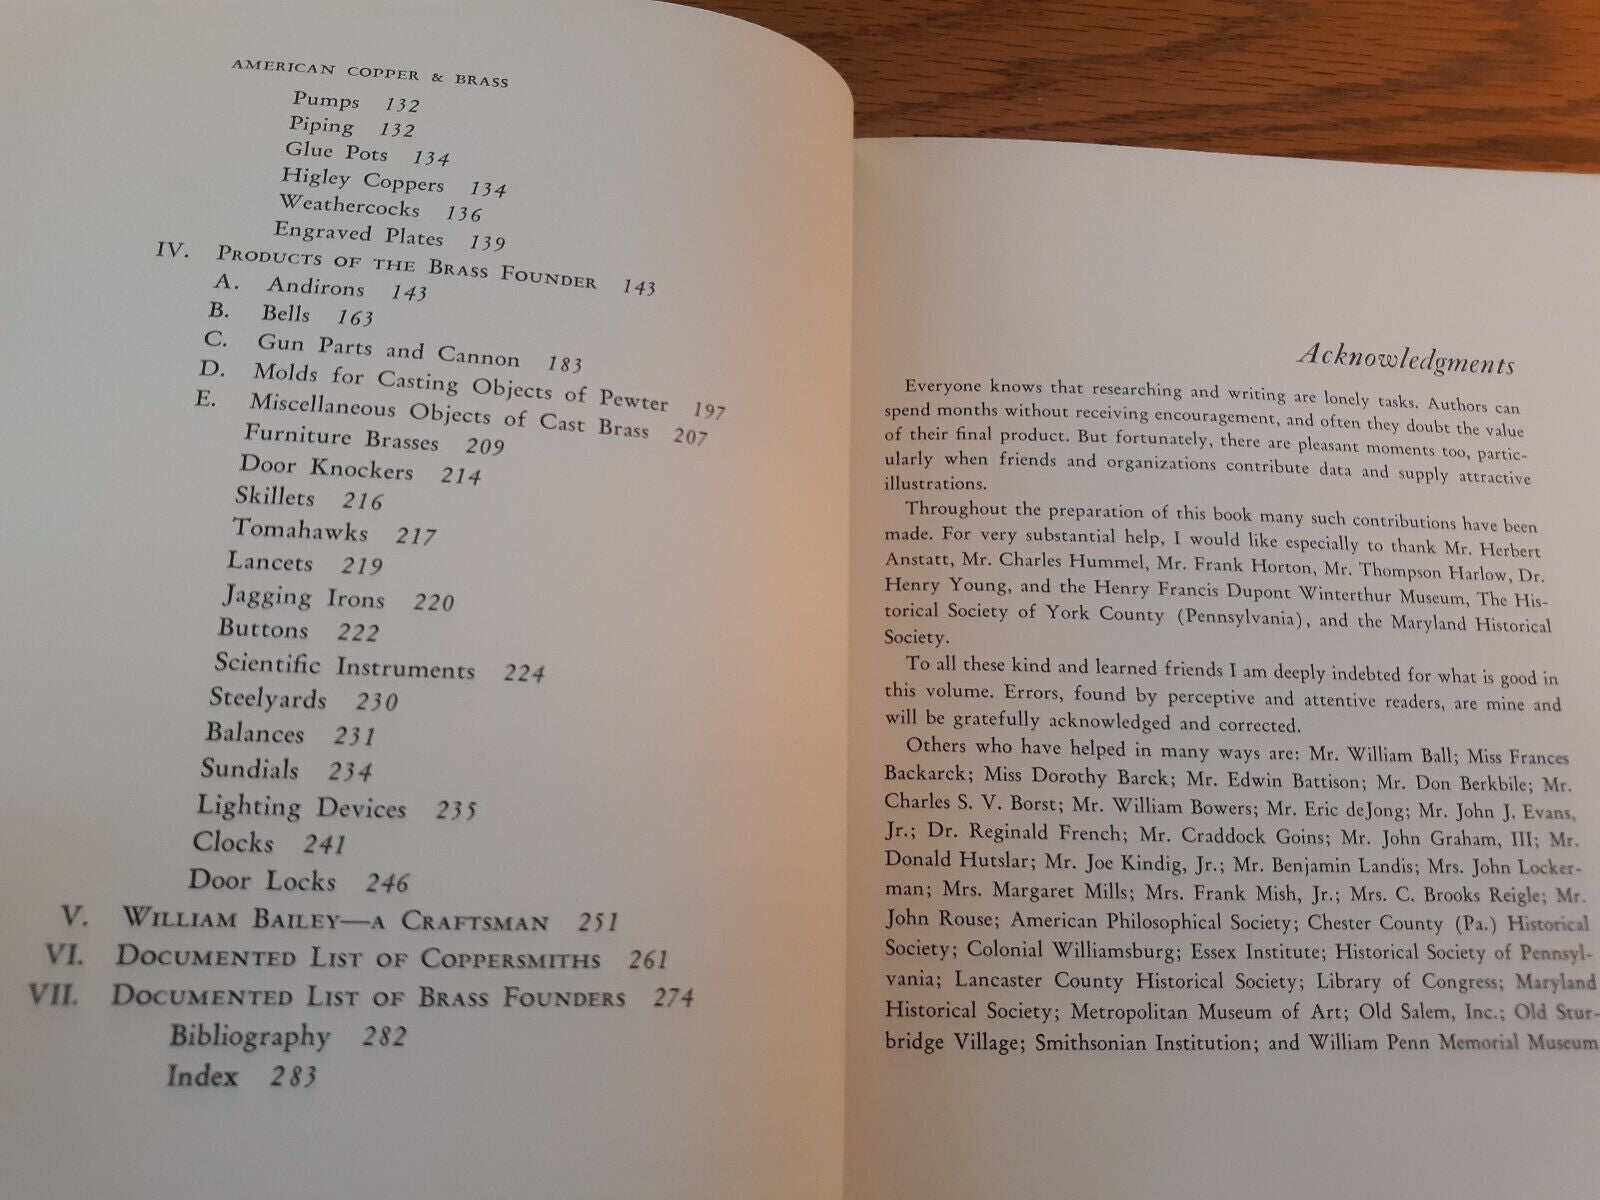 AMERICAN COPPER & BRASS
Pumps 132
Piping 132
Glue Pots 134
Higley Coppers 134
Weathercocks 136
Engraved Plates 139
IV. PRODUCTS OF THE BRASS FOUNDER 143
A. Andirons 143
B. Bells 163
C. Gun Parts and Cannon 183
D. Molds for Casting Objects of Pewter 197
E. Miscellaneous Objects of Cast Brass 207
Furniture Brasses 209
Door Knockers 214
Skillets 216
Tomahawks 217
Lancets 219
Jagging Irons 220
Buttons 222
Scientific Instruments 224
Steelyards 230
Balances 231
Sundials 234
Lighting Devices 235
Clocks 241
Door Locks 246
V. WILLIAM BAILEY—A CRAFTSMAN 251
VI. DOCUMENTED LIST OF COPPERSMITHS 261
VII. DOCUMENTED LIST OF BRASS FOUNDERS 274
Bibliography 282
Index 283
Acknowledgments
Everyone knows that researching and writing are lonely tasks. Authors can
spend months without receiving encouragement, and often they doubt the value
of their final product. But fortunately, there are pleasant moments too, partic-
ularly when friends and organizations contribute data and supply attractive
illustrations.
Throughout the preparation of this book many such contributions have been
made. For very substantial help, I would like especially to thank Mr. Herbert
Anstatt, Mr. Charles Hummel, Mr. Frank Horton, Mr. Thompson Harlow, Dr.
Henry Young, and the Henry Francis Dupont Winterthur Museum, The His-
torical Society of York County (Pennsylvania), and the Maryland Historical
Society.
To all these kind and learned friends I am deeply indebted for what is good in
this volume. Errors, found by perceptive and attentive readers, are mine and
will be gratefully acknowledged and corrected.
Others who have helped in many ways are: Mr. William Ball; Miss Frances
Backarck; Miss Dorothy Barck; Mr. Edwin Battison; Mr. Don Berkbile; Mr.
Charles S. V. Borst; Mr. William Bowers; Mr. Eric deJong; Mr. John J. Evans,
Jr.; Dr. Reginald French; Mr. Craddock Goins; Mr. John Graham, III; Mr.
Donald Hutslar; Mr. Joe Kindig, Jr.; Mr. Benjamin Landis; Mrs. John Locker-
man; Mrs. Margaret Mills; Mrs. Frank Mish, Jr.; Mrs. C. Brooks Reigle; Mr.
John Rouse; American Philosophical Society; Chester County (Pa.) Historical
Society; Colonial Williamsburg; Essex Institute; Historical Society of Pennsyl-
vania; Lancaster County Historical Society; Library of Congress; Maryland
Historical Society; Metropolitan Museum of Art; Old Salem, Inc.; Old Stur-
bridge Village; Smithsonian Institution; and William Penn Memorial Museum